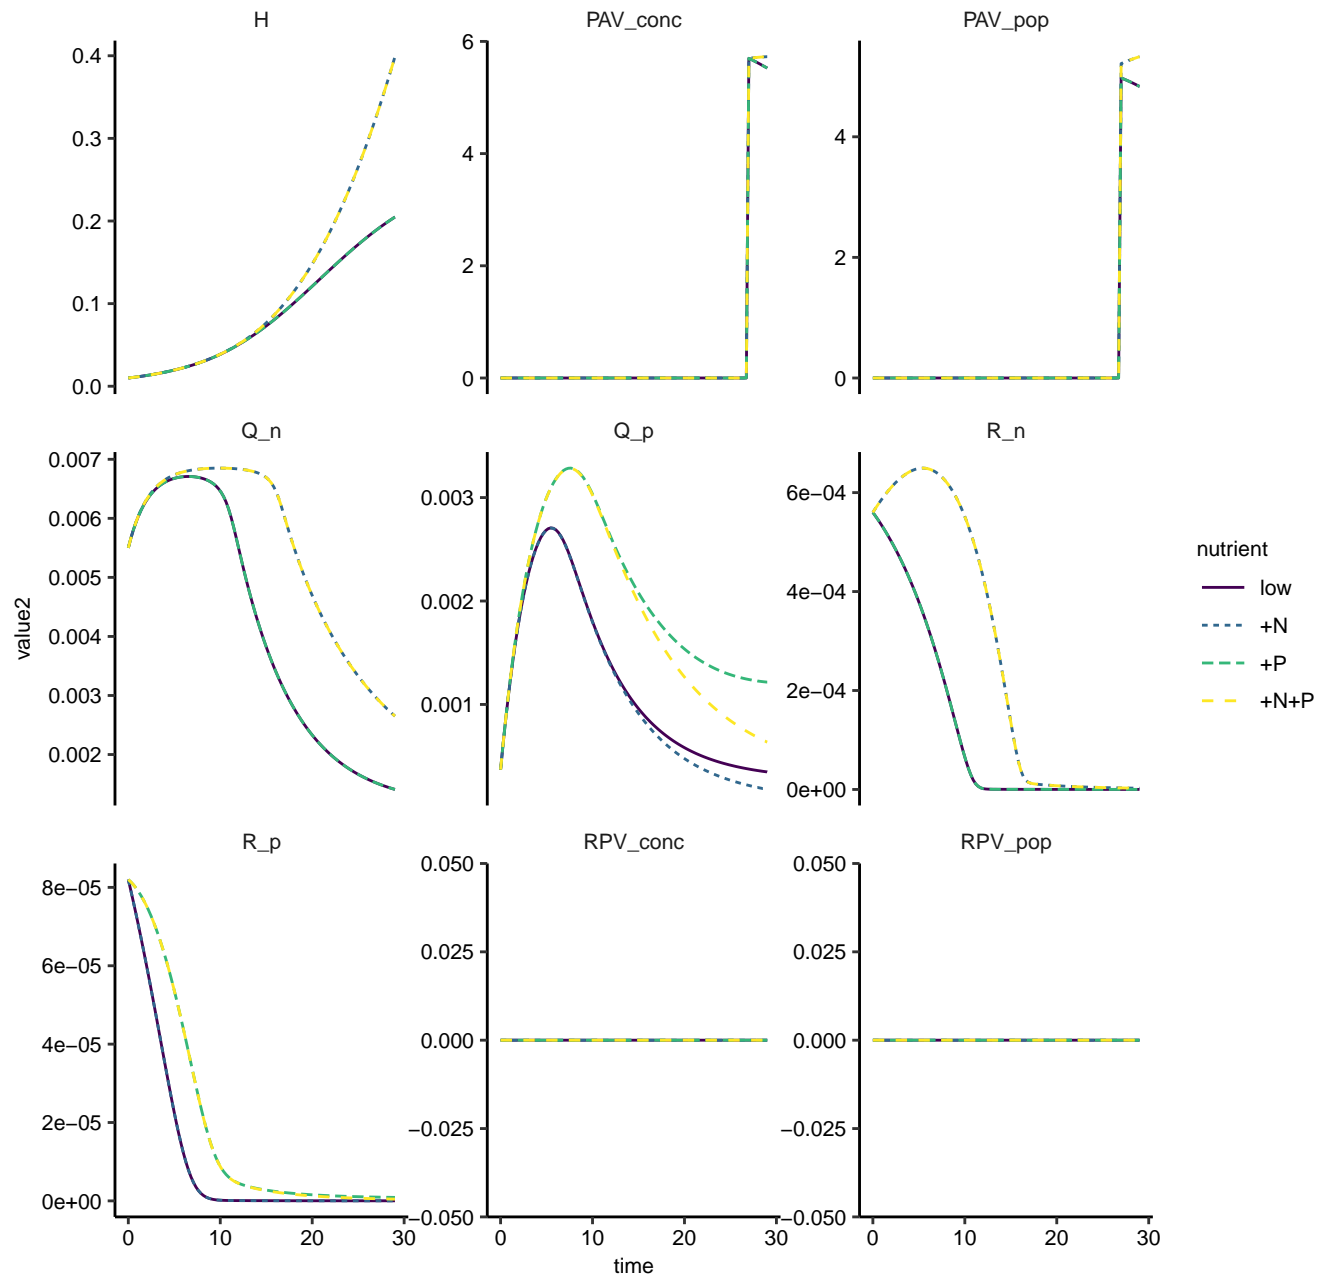 H
PAV_conc
PAV_pop
0.4
0.3
0.2
0.1
0.0
6
4
2
0
4
2
0
Q_n
Q_p
R_n
0.007
0.006
0.005
0.004
0.003
0.002
0.003
0.002
0.001
6e−04
4e−04
2e−04
0e+00
value2
nutrient
low
+N
+P
+N+P
R_p
RPV_conc
RPV_pop
8e−05
6e−05
4e−05
2e−05
0e+00
0.050
0.025
0.000
−0.025
−0.050
0.050
0.025
0.000
−0.025
−0.050
0 10 20 30
0 10 20 30
0 10 20 30
time